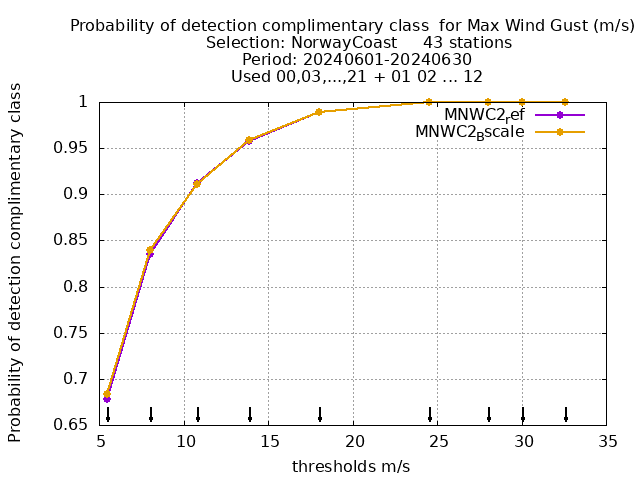 Probability of detection complimentary class  for Max Wind Gust (m/s)
Selection: NorwayCoast     43 stations
Period: 20240601-20240630
Used 00,03,...,21 + 01 02 ... 12
Probability of detection complimentary class
1
0.95
0.9
0.85
0.8
0.75
0.7
0.65
MNWC2ref
MNWC2Bscale
5 10 15 20 25 30 35
thresholds m/s